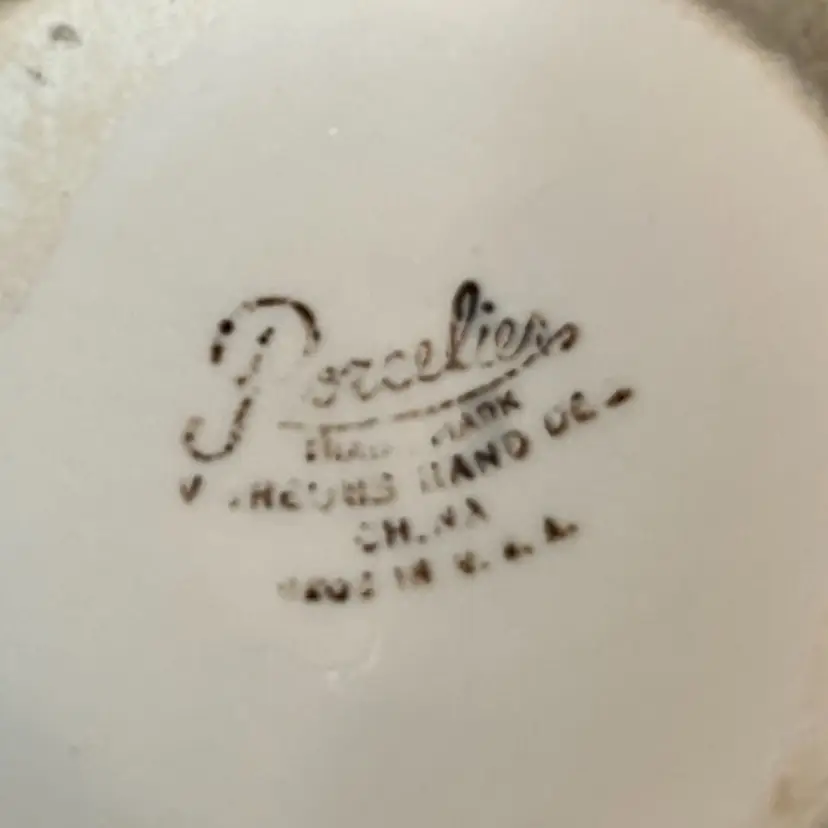 Porcelier
TRADE MARK
VITREOUS HAND DEC.
CHINA
MADE IN U. S. A.